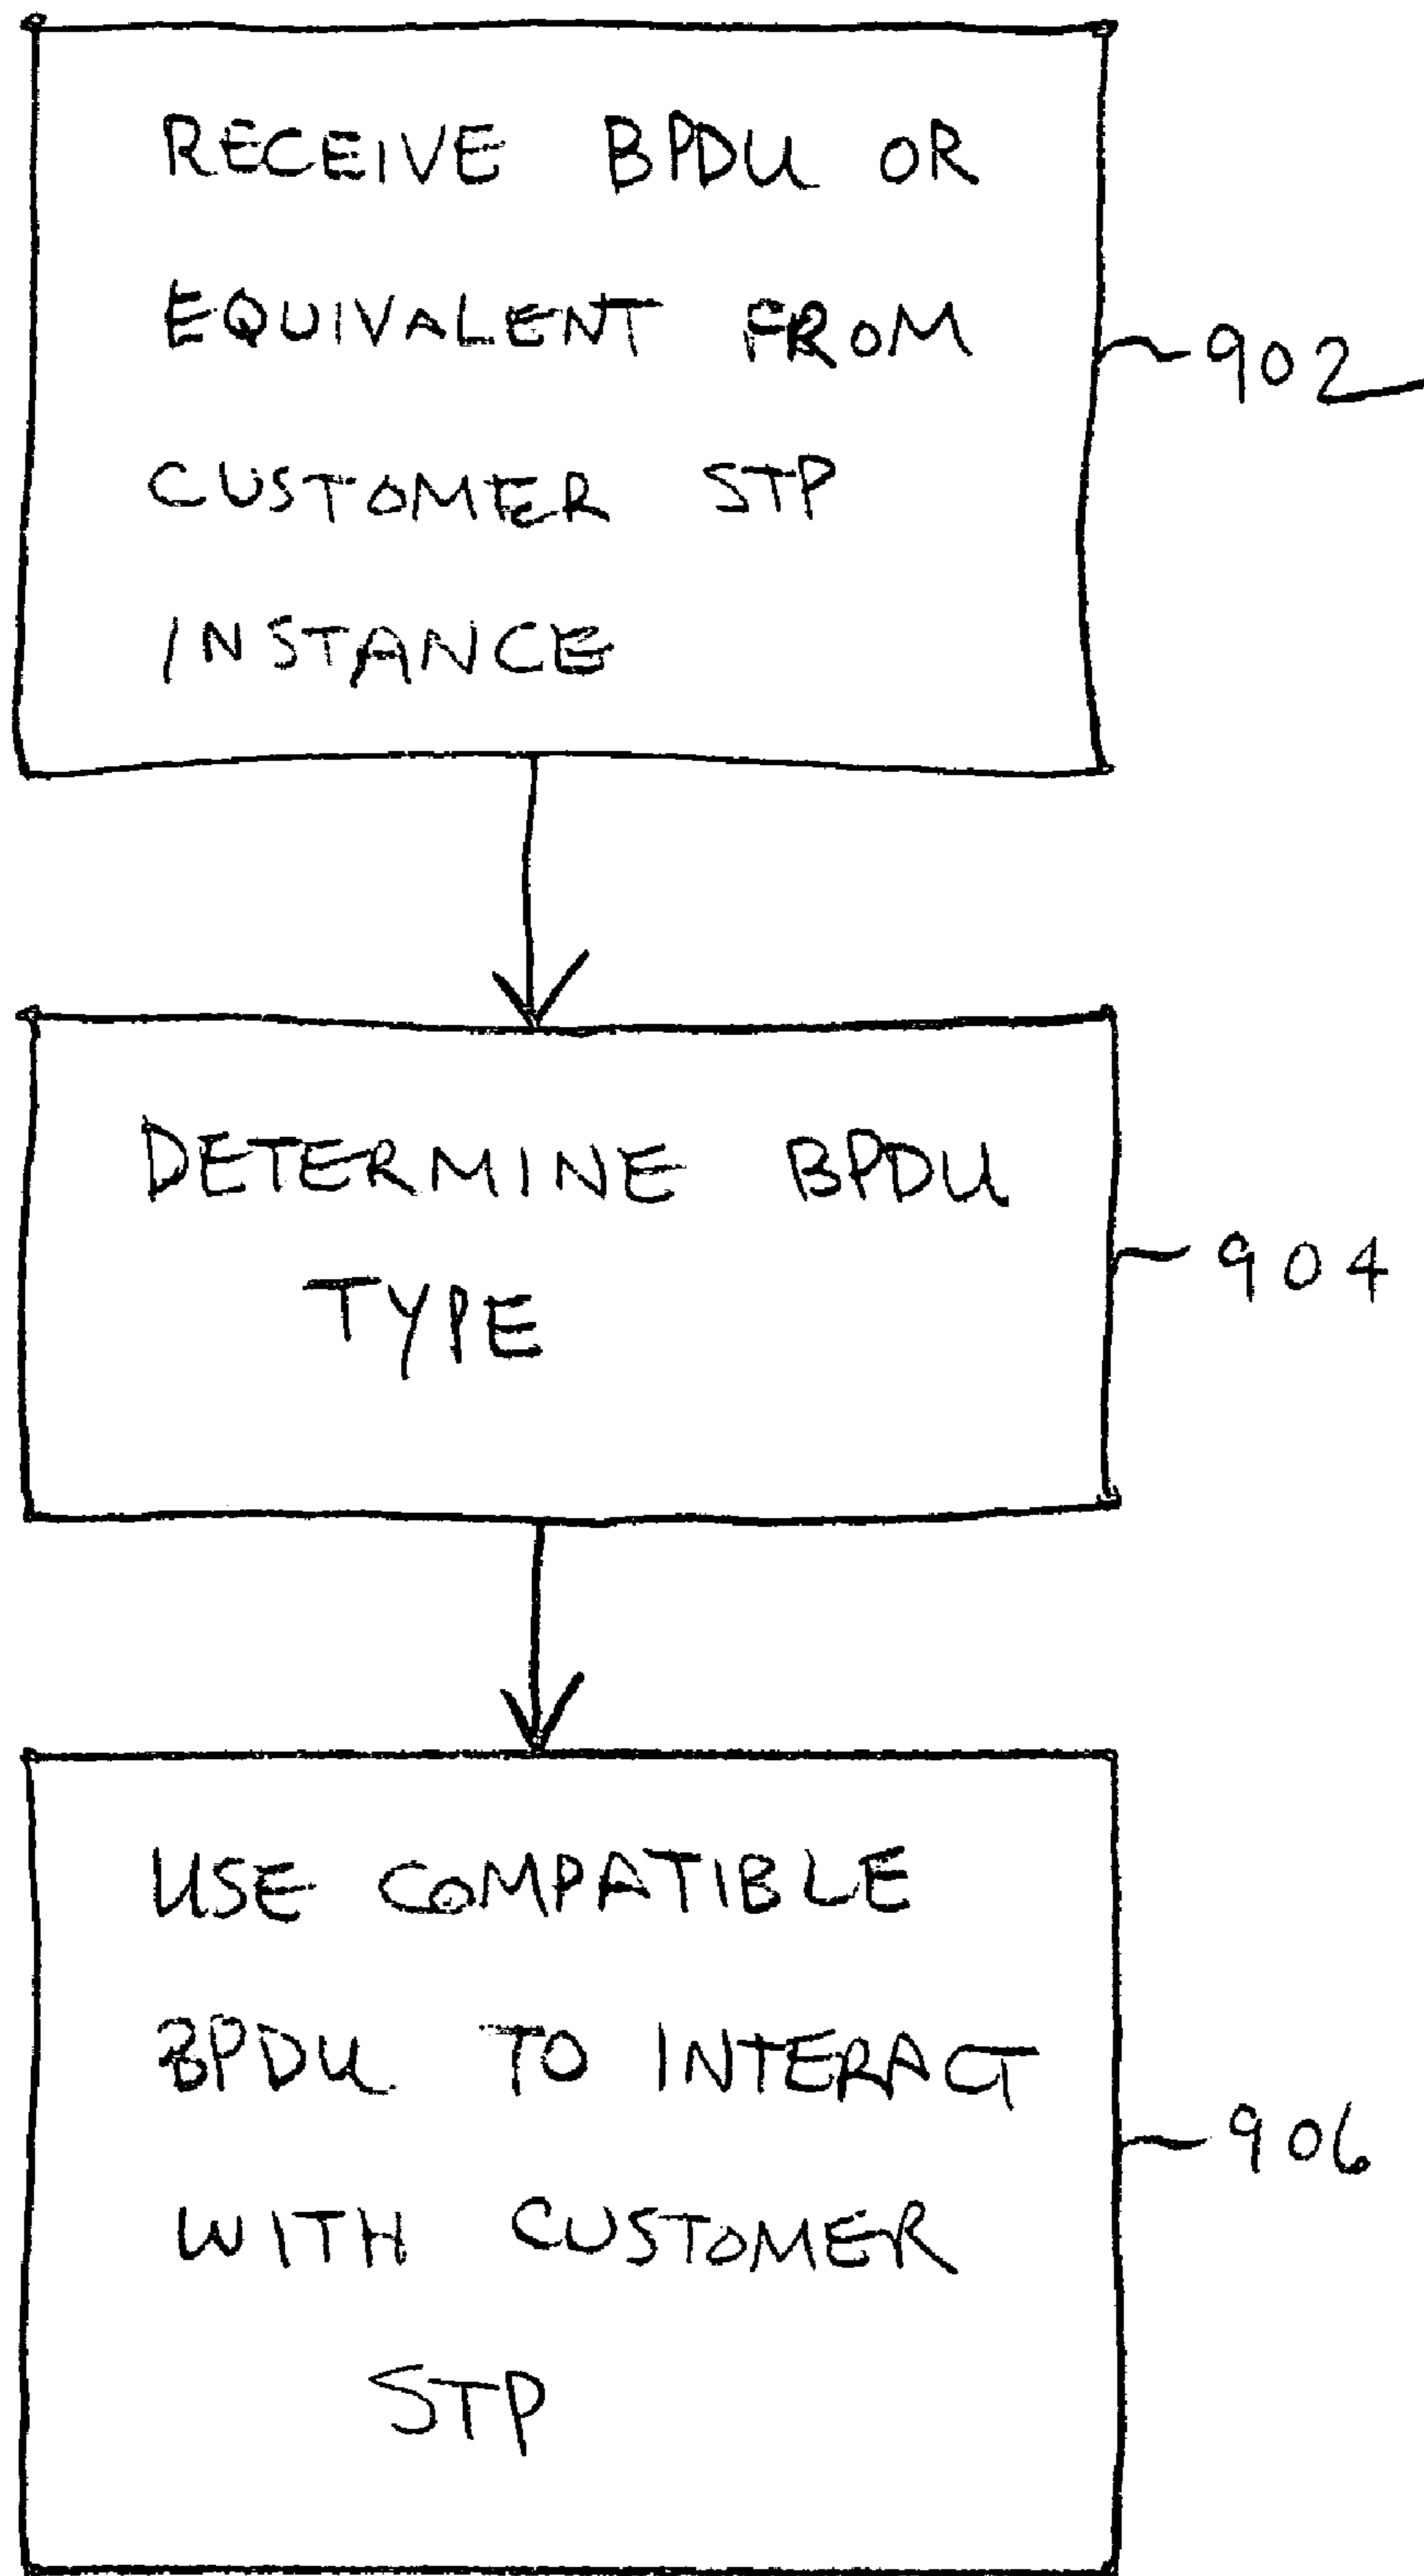 RECEIVE BPDU OR
EQUIVALENT FROM
CUSTOMER STP
INSTANCE
902
DETERMINE BPDU
TYPE
904
USE COMPATIBLE
BPDU TO INTERACT
WITH CUSTOMER
STP
906